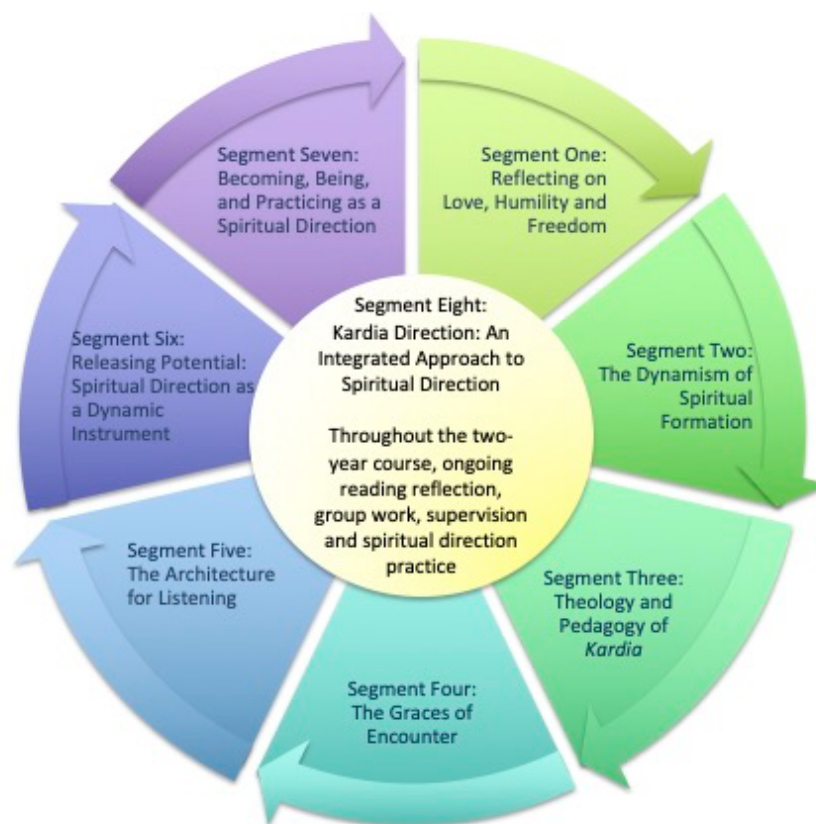 Segment One:
Reflecting on
Love, Humility and
Freedom
Segment Two:
The Dynamism of
Spiritual
Formation
Segment Three:
Theology and
Pedagogy of
Kardia
Segment Four:
The Graces of
Encounter
Segment Five:
The Architecture
for Listening
Segment Six:
Releasing Potential:
Spiritual Direction as
a Dynamic
Instrument
Segment Seven:
Becoming, Being,
and Practicing as a
Spiritual Direction
Segment Eight:
Kardia Direction: An
Integrated Approach to
Spiritual Direction
Throughout the two-
year course, ongoing
reading reflection,
group work, supervision
and spiritual direction
practice